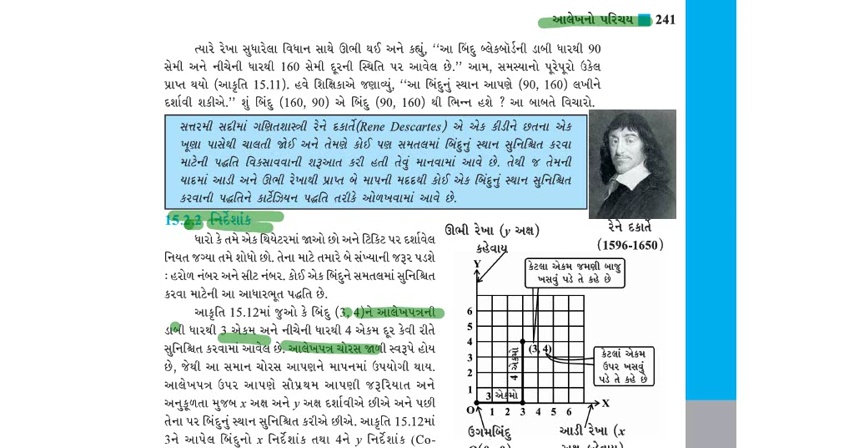 આલેખનો પરિચય 241
ત્યારે રેખા સુધારેલા વિધાન સાથે ઊભી થઈ અને કહ્યું, “આ બિંદુ બ્લેકબૉર્ડની ડાબી ધારથી 90
સેમી અને નીચેની ધારથી 160 સેમી દૂરની સ્થિતિ પર આવેલ છે.” આમ, સમસ્યાનો પૂરેપૂરો ઉકેલ
પ્રાપ્ત થયો (આકૃતિ 15.11). હવે શિક્ષિકાએ જણાવ્યું, “આ બિંદુનું સ્થાન આપણે (90, 160) લખીને
દર્શાવી શકીએ.” શું બિંદુ (160, 90) એ બિંદુ (90, 160) થી ભિન્ન હશે ? આ બાબતે વિચારો.
સત્તરમી સદીમાં ગણિતશાસ્ત્રી રેને દકાર્તે(Rene Descartes) એ એક કીડીને છતના એક
ખૂણા પાસેથી ચાલતી જોઈ અને તેમણે કોઈ પણ સમતલમાં બિંદુનું સ્થાન સુનિશ્ચિત કરવા
માટેની પદ્ધતિ વિકસાવવાની શરૂઆત કરી હતી તેવું માનવામાં આવે છે. તેથી જ તેમની
યાદમાં આડી અને ઊભી રેખાથી પ્રાપ્ત બે માપની મદદથી કોઈ એક બિંદુનું સ્થાન સુનિશ્ચિત
કરવાની પદ્ધતિને કાર્ટેઝિયન પદ્ધતિ તરીકે ઓળખવામાં આવે છે.
રેને દકાર્તે
(1596-1650)
15.2.2 નિર્દેશાંક
ધારો કે તમે એક થિયેટરમાં જાઓ છો અને ટિકિટ પર દર્શાવેલ
નિયત જગ્યા તમે શોધો છો. તેના માટે તમારે બે સંખ્યાની જરૂર પડશે
: હરોળ નંબર અને સીટ નંબર. કોઈ એક બિંદુને સમતલમાં સુનિશ્ચિત
કરવા માટેની આ આધારભૂત પદ્ધતિ છે.
આકૃતિ 15.12માં જુઓ કે બિંદુ (3, 4)ને આલેખપત્રની
ડાબી ધારથી 3 એકમ અને નીચેની ધારથી 4 એકમ દૂર કેવી રીતે
સુનિશ્ચિત કરવામાં આવેલ છે. આલેખપત્ર ચોરસ જાળી સ્વરૂપે હોય
છે, જેથી આ સમાન ચોરસ આપણને માપનમાં ઉપયોગી થાય.
આલેખપત્ર ઉપર આપણે સૌપ્રથમ આપણી જરૂરિયાત અને
અનુકૂળતા મુજબ x અક્ષ અને y અક્ષ દર્શાવીએ છીએ અને પછી
તેના પર બિંદુનું સ્થાન સુનિશ્ચિત કરીએ છીએ. આકૃતિ 15.12માં
3ને આપેલ બિંદુનો x નિર્દેશાંક તથા 4ને y નિર્દેશાંક (Co-
ઊભી રેખા (y અક્ષ)
કહેવાય
Y
કેટલા એકમ જમણી બાજુ
ખસવું પડે તે કહે છે
6
5
4
3
2
1
(3, 4)
4 એકમો
કેટલાં એકમ
ઉપર ખસવું
પડે તે કહે છે
3 એકમો
O 1 2 3 4 5 6 X
ઉગમબિંદુ
આડી રેખા (x